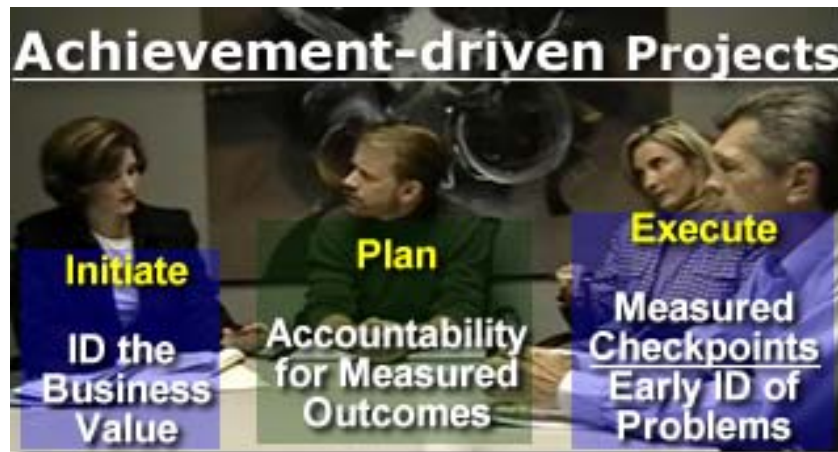 Achievement-driven Projects
Initiate
ID the
Business
Value
Plan
Accountability
for Measured
Outcomes
Execute
Measured
Checkpoints
Early ID of
Problems